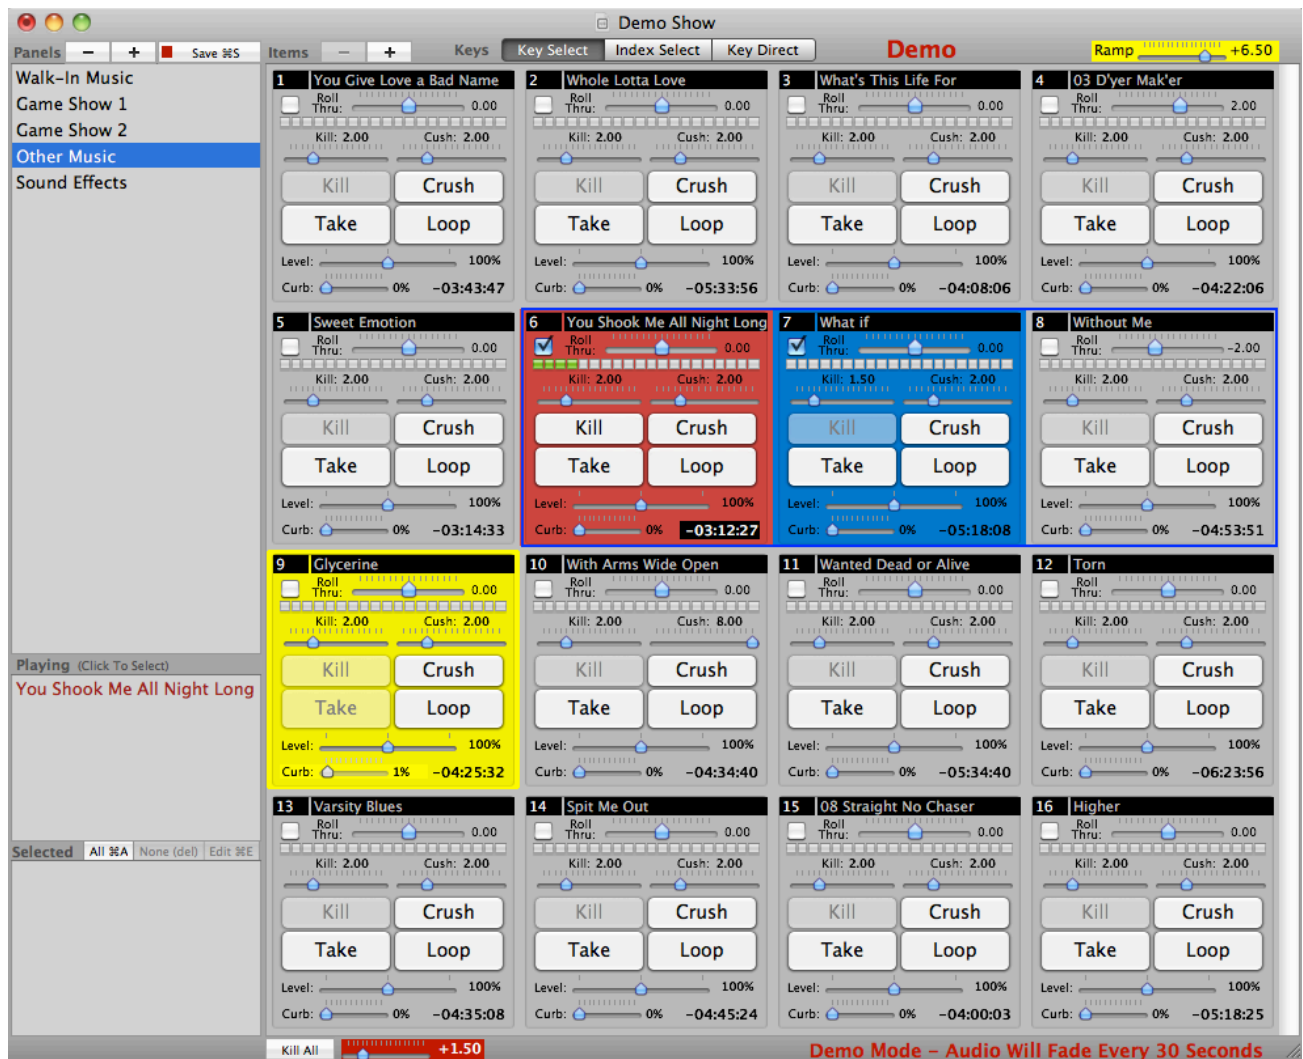 Demo Show
Panels − + Save ⌘S Items − + Keys Key Select Index Select Key Direct Demo Ramp +6.50
Walk-In Music
Game Show 1
Game Show 2
Other Music
Sound Effects
Playing (Click To Select)
You Shook Me All Night Long
Selected All ⌘A None (del) Edit ⌘E
1 You Give Love a Bad Name
Roll Thru: 0.00
Kill: 2.00 Cush: 2.00
Kill Crush
Take Loop
Level: 100%
Curb: 0% -03:43:47
2 Whole Lotta Love
Roll Thru: 0.00
Kill: 2.00 Cush: 2.00
Kill Crush
Take Loop
Level: 100%
Curb: 0% -05:33:56
3 What's This Life For
Roll Thru: 0.00
Kill: 2.00 Cush: 2.00
Kill Crush
Take Loop
Level: 100%
Curb: 0% -04:08:06
4 03 D'yer Mak'er
Roll Thru: 2.00
Kill: 2.00 Cush: 2.00
Kill Crush
Take Loop
Level: 100%
Curb: 0% -04:22:06
5 Sweet Emotion
Roll Thru: 0.00
Kill: 2.00 Cush: 2.00
Kill Crush
Take Loop
Level: 100%
Curb: 0% -03:14:33
6 You Shook Me All Night Long
Roll Thru: 0.00
Kill: 2.00 Cush: 2.00
Kill Crush
Take Loop
Level: 100%
Curb: 0% -03:12:27
7 What if
Roll Thru: 0.00
Kill: 1.50 Cush: 2.00
Kill Crush
Take Loop
Level: 100%
Curb: 0% -05:18:08
8 Without Me
Roll Thru: -2.00
Kill: 2.00 Cush: 2.00
Kill Crush
Take Loop
Level: 100%
Curb: 0% -04:53:51
9 Glycerine
Roll Thru: 0.00
Kill: 2.00 Cush: 2.00
Kill Crush
Take Loop
Level: 100%
Curb: 1% -04:25:32
10 With Arms Wide Open
Roll Thru: 0.00
Kill: 2.00 Cush: 8.00
Kill Crush
Take Loop
Level: 100%
Curb: 0% -04:34:40
11 Wanted Dead or Alive
Roll Thru: 0.00
Kill: 2.00 Cush: 2.00
Kill Crush
Take Loop
Level: 100%
Curb: 0% -05:34:40
12 Torn
Roll Thru: 0.00
Kill: 2.00 Cush: 2.00
Kill Crush
Take Loop
Level: 100%
Curb: 0% -06:23:56
13 Varsity Blues
Roll Thru: 0.00
Kill: 2.00 Cush: 2.00
Kill Crush
Take Loop
Level: 100%
Curb: 0% -04:35:08
14 Spit Me Out
Roll Thru: 0.00
Kill: 2.00 Cush: 2.00
Kill Crush
Take Loop
Level: 100%
Curb: 0% -04:45:24
15 08 Straight No Chaser
Roll Thru: 0.00
Kill: 2.00 Cush: 2.00
Kill Crush
Take Loop
Level: 100%
Curb: 0% -04:00:03
16 Higher
Roll Thru: 0.00
Kill: 2.00 Cush: 2.00
Kill Crush
Take Loop
Level: 100%
Curb: 0% -05:18:25
Kill All +1.50 Demo Mode - Audio Will Fade Every 30 Seconds